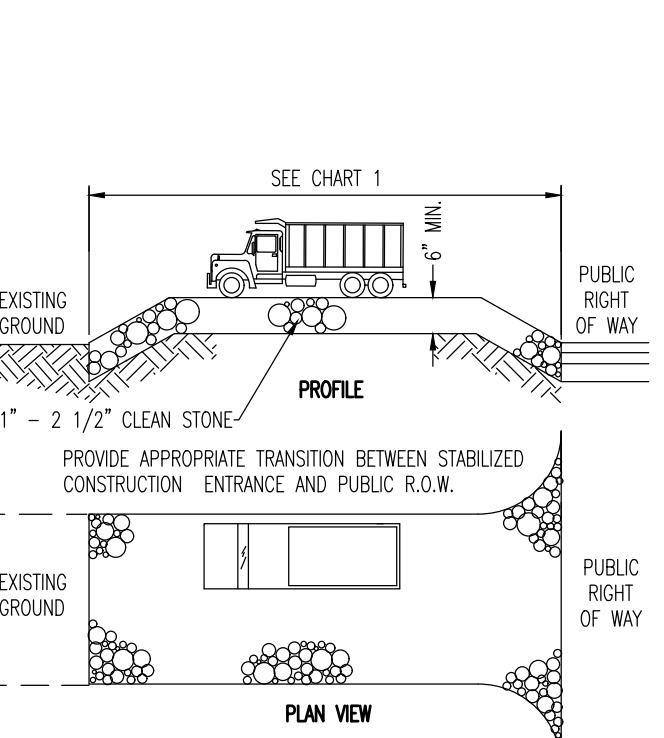 SEE CHART 1
6" MIN.
EXISTING
GROUND
PUBLIC
RIGHT
OF WAY
PROFILE
1" - 2 1/2" CLEAN STONE
PROVIDE APPROPRIATE TRANSITION BETWEEN STABILIZED
CONSTRUCTION ENTRANCE AND PUBLIC R.O.W.
EXISTING
GROUND
PUBLIC
RIGHT
OF WAY
PLAN VIEW